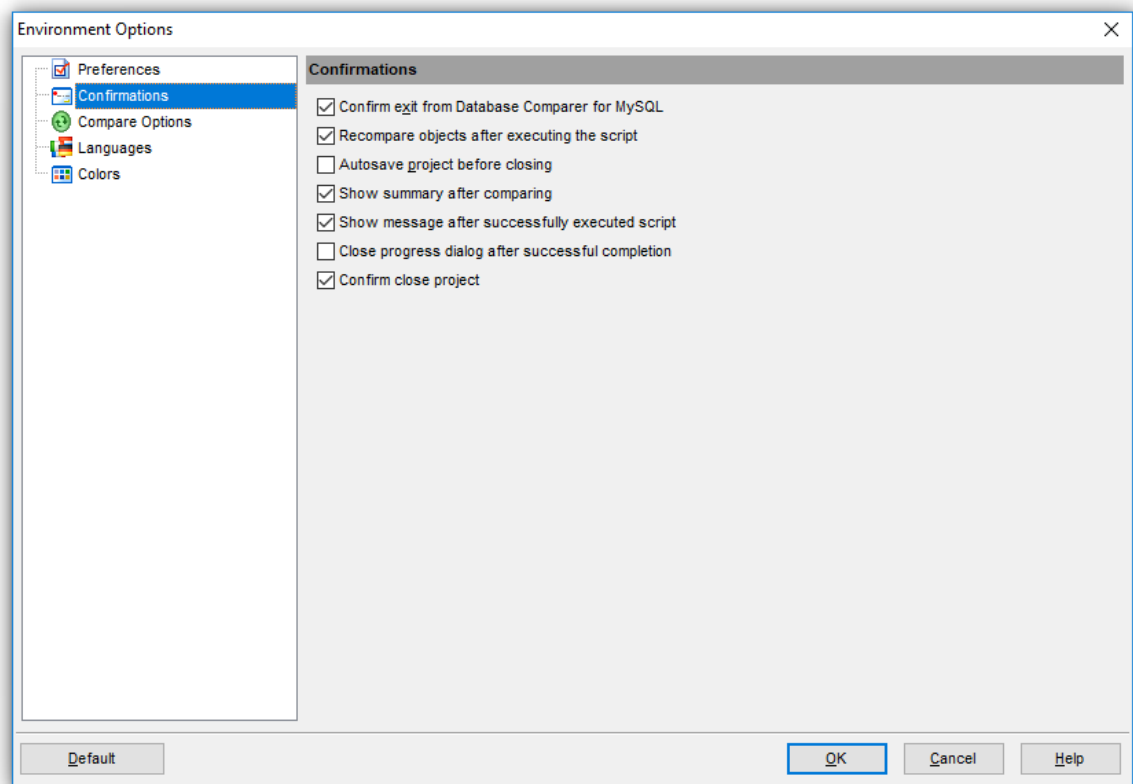 Environment Options
Preferences
Confirmations
Compare Options
Languages
Colors
Confirmations
Confirm exit from Database Comparer for MySQL
Recompare objects after executing the script
Autosave project before closing
Show summary after comparing
Show message after successfully executed script
Close progress dialog after successful completion
Confirm close project
Default
OK
Cancel
Help